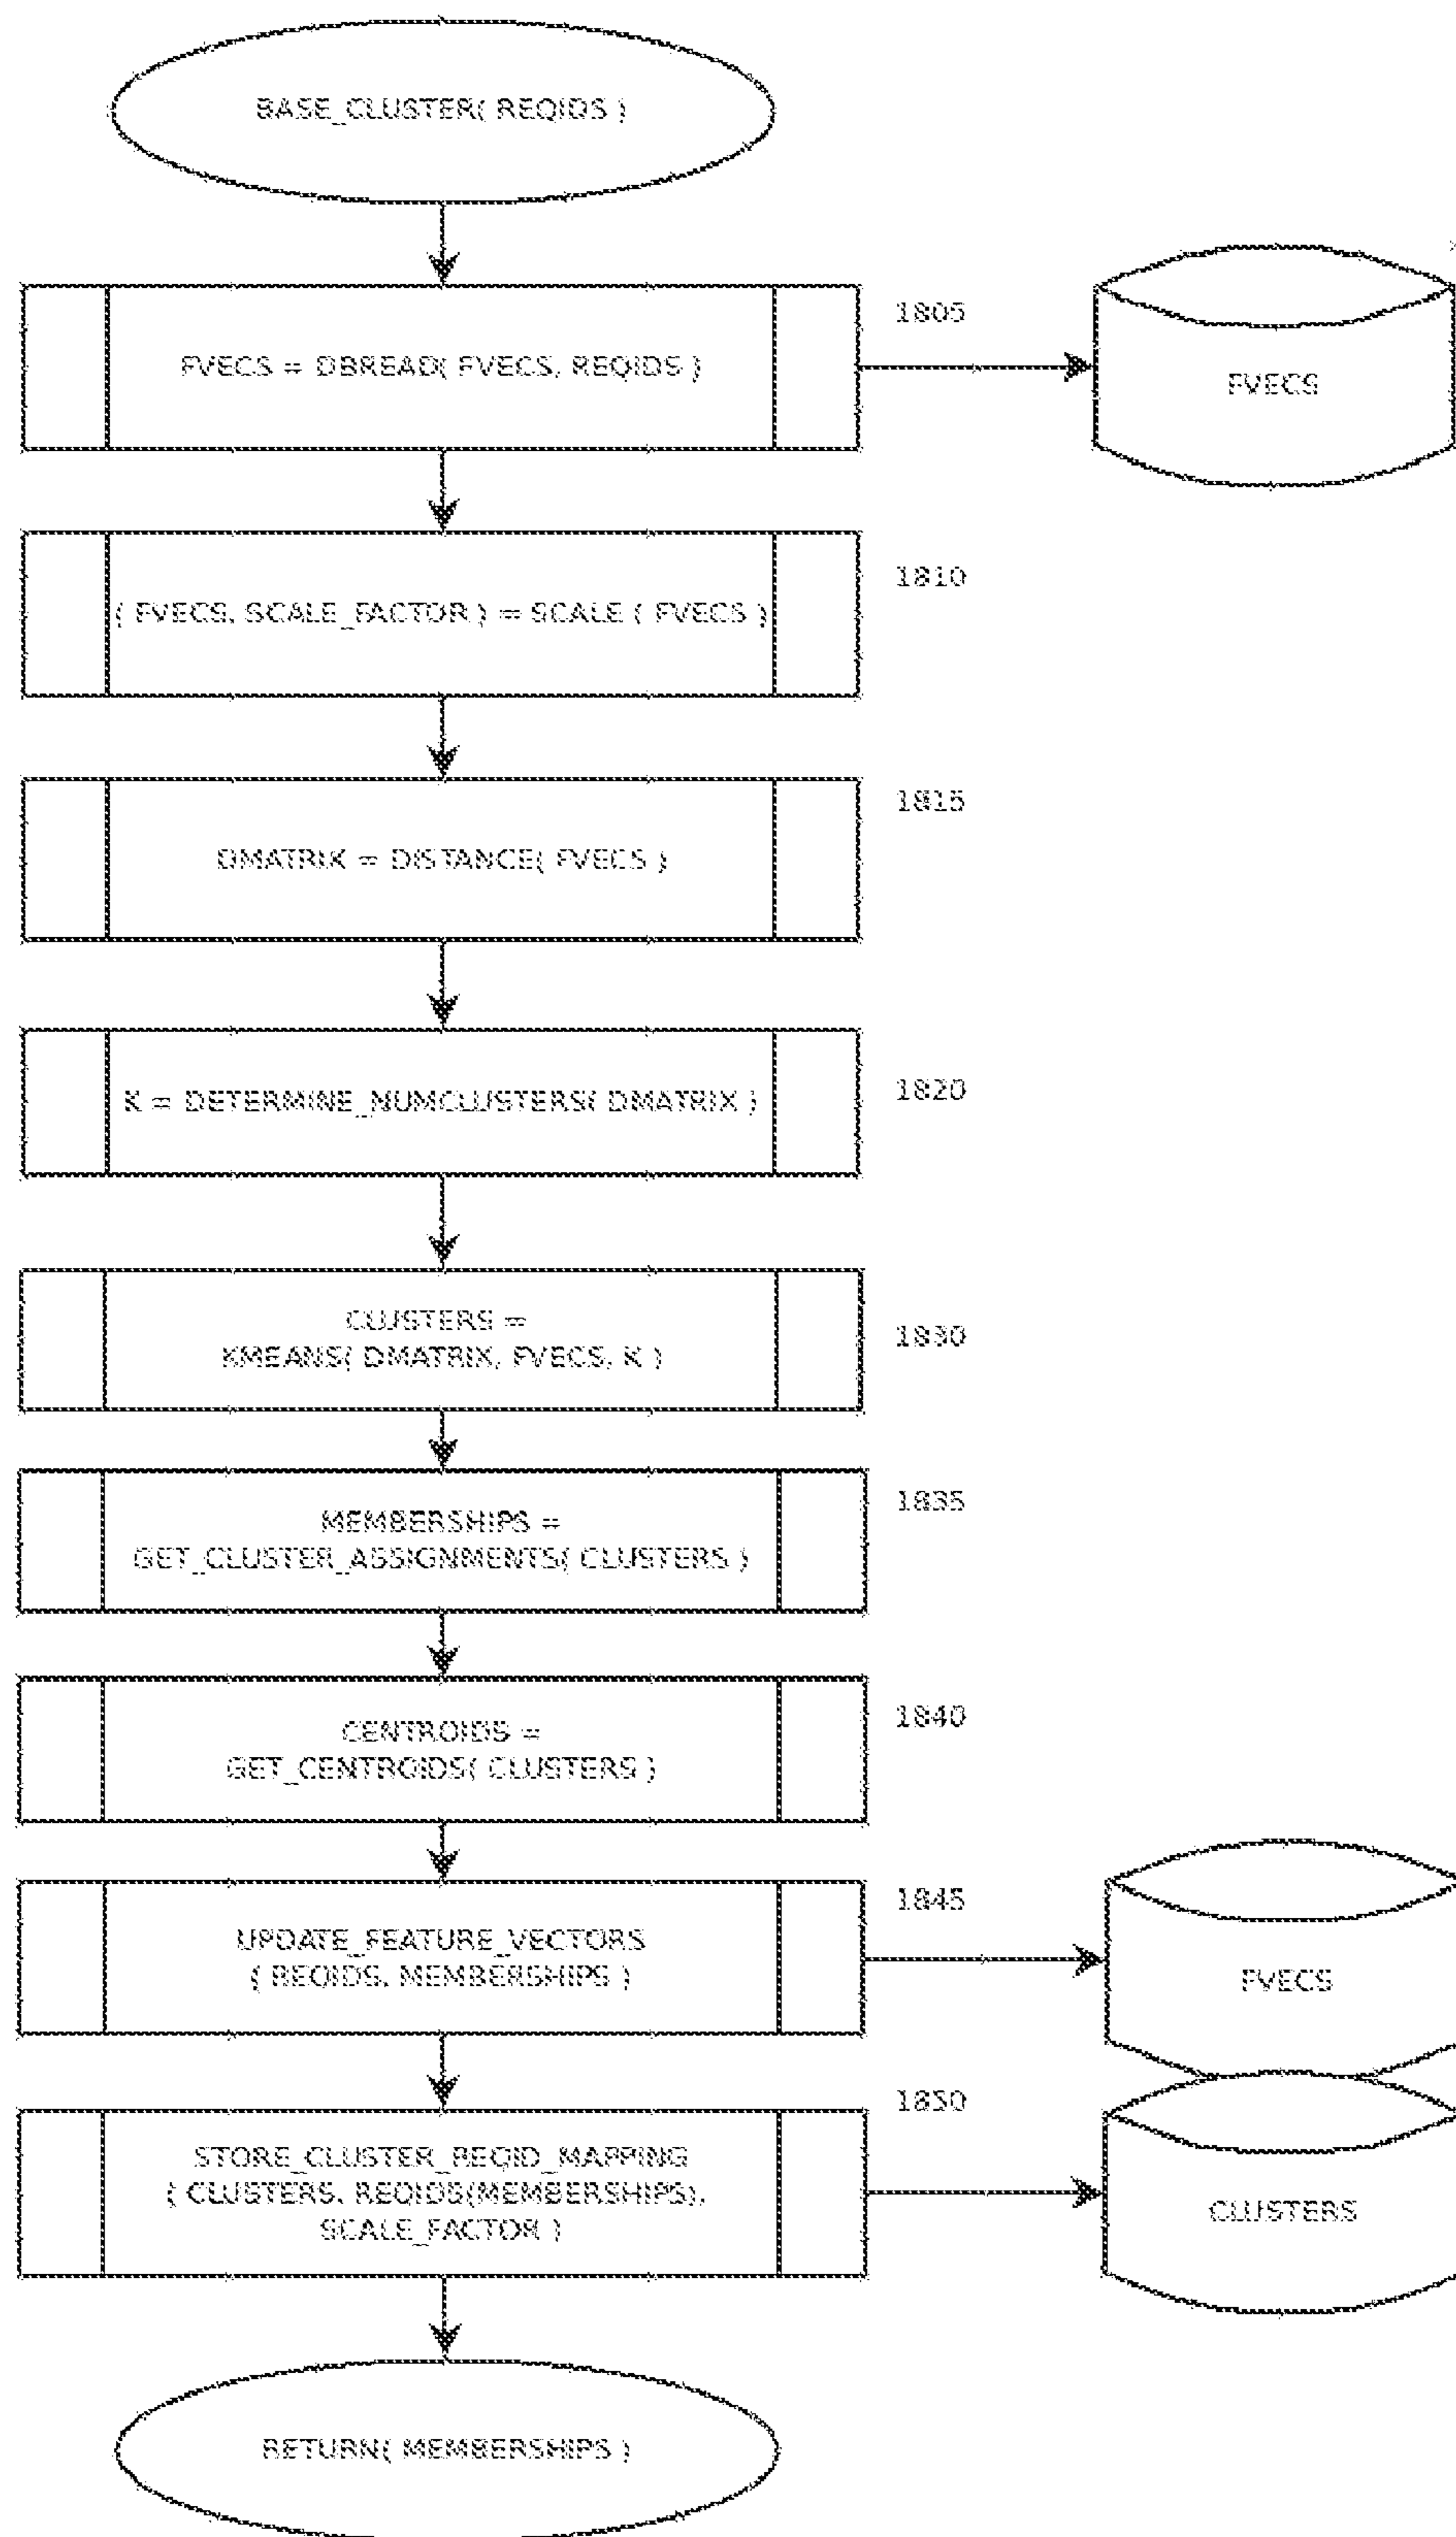 BASE_CLUSTER( REQIDS )
1805
FVECS = DBREAD( FVECS, REQIDS )
FVECS
1810
( FVECS, SCALE_FACTOR ) = SCALE ( FVECS )
1815
DMATRIX = DISTANCE( FVECS )
1820
K = DETERMINE_NUMCLUSTERS( DMATRIX )
CLUSTERS =
KMEANS( DMATRIX, FVECS, K )
1830
1835
MEMBERSHIPS =
GET_CLUSTER_ASSIGNMENTS( CLUSTERS )
1840
CENTROIDS =
GET_CENTROIDS( CLUSTERS )
1845
UPDATE_FEATURE_VECTORS
( REQIDS, MEMBERSHIPS )
FVECS
1850
STORE_CLUSTER_REQID_MAPPING
( CLUSTERS, REQIDS(MEMBERSHIPS),
SCALE_FACTOR )
CLUSTERS
RETURN( MEMBERSHIPS )